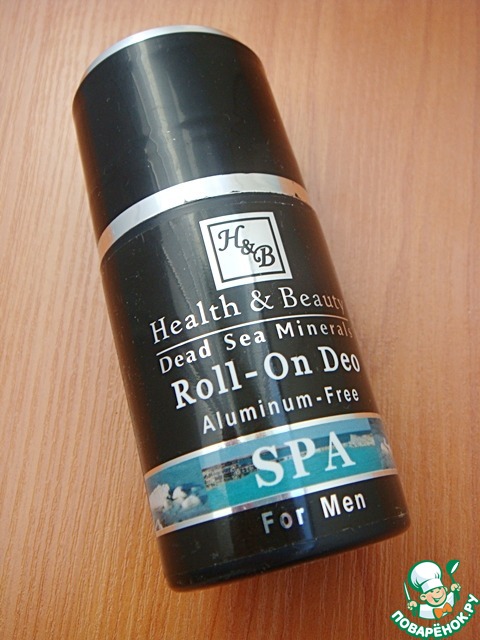 H&B
Health & Beauty
Dead Sea Minerals
Roll-On Deo
Aluminum-Free
SPA
For Men
ПОВАРЁНОК.РУ